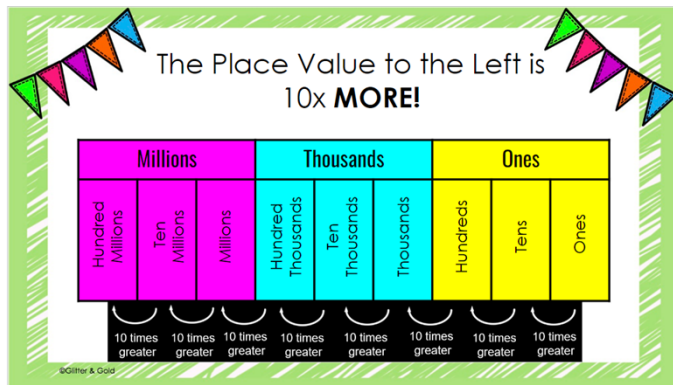 The Place Value to the Left is
10x MORE!
Millions
Thousands
Ones
Hundred
Millions
Ten
Millions
Millions
Hundred
Thousands
Ten
Thousands
Thousands
Hundreds
Tens
Ones
10 times
greater
10 times
greater
10 times
greater
10 times
greater
10 times
greater
10 times
greater
10 times
greater
10 times
greater
©Glitter & Gold